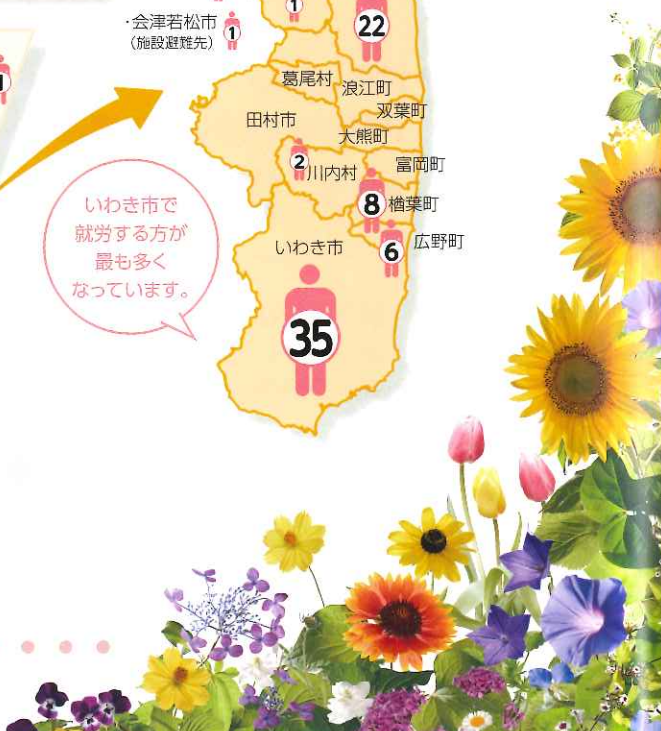 1
・会津若松市
（施設避難先）
1
22
葛尾村
浪江町
双葉町
田村市
大熊町
2
川内村
富岡町
8
楢葉町
6
広野町
いわき市
35
いわき市で
就労する方が
最も多く
なっています。